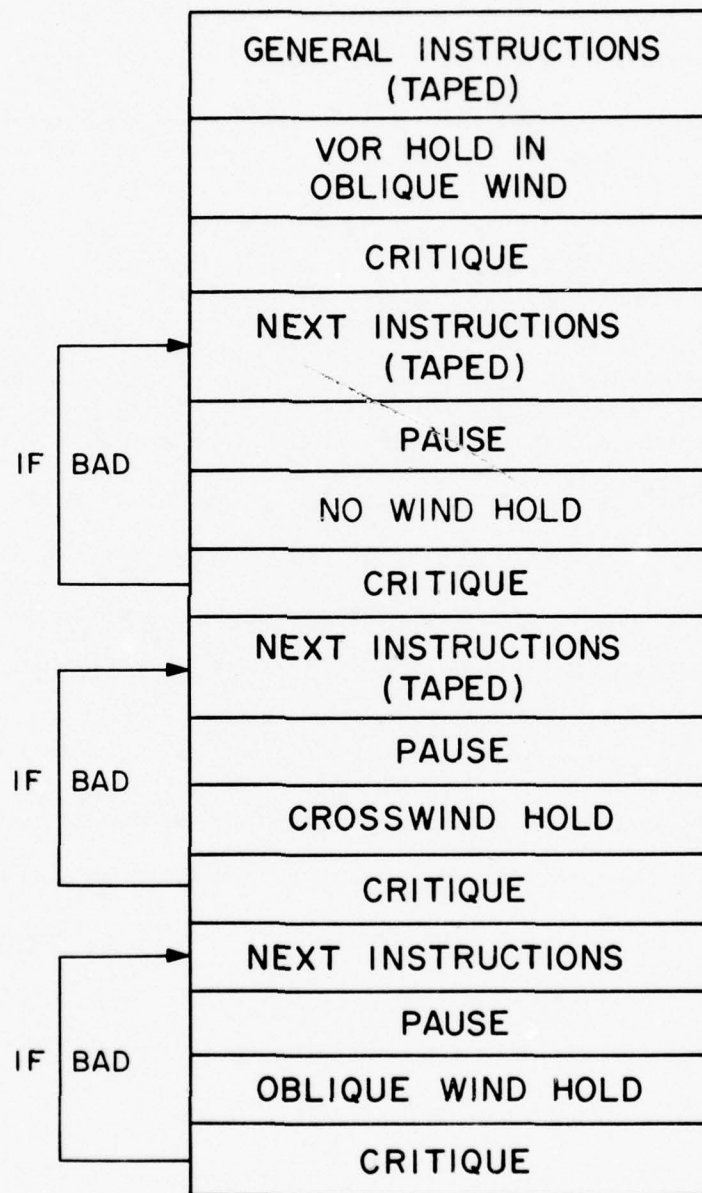 GENERAL INSTRUCTIONS
(TAPED)
VOR HOLD IN
OBLIQUE WIND
CRITIQUE
NEXT INSTRUCTIONS
(TAPED)
PAUSE
IF BAD
NO WIND HOLD
CRITIQUE
NEXT INSTRUCTIONS
(TAPED)
PAUSE
IF BAD
CROSSWIND HOLD
CRITIQUE
NEXT INSTRUCTIONS
PAUSE
IF BAD
OBLIQUE WIND HOLD
CRITIQUE